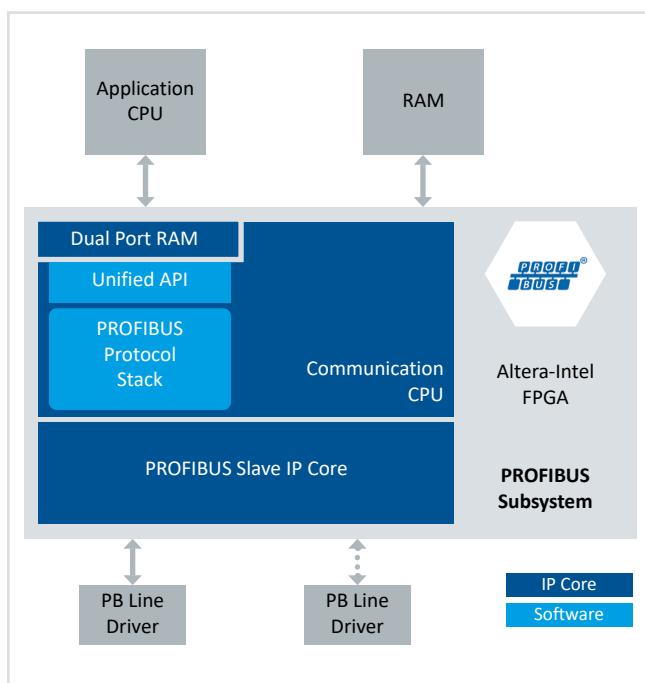 Application
CPU
RAM
Dual Port RAM
Unified API
PROFIBUS
Protocol
Stack
Communication
CPU
PROFI
BUS
®
Altera-Intel
FPGA
PROFIBUS Slave IP Core
PROFIBUS
Subsystem
PB Line
Driver
PB Line
Driver
IP Core
Software